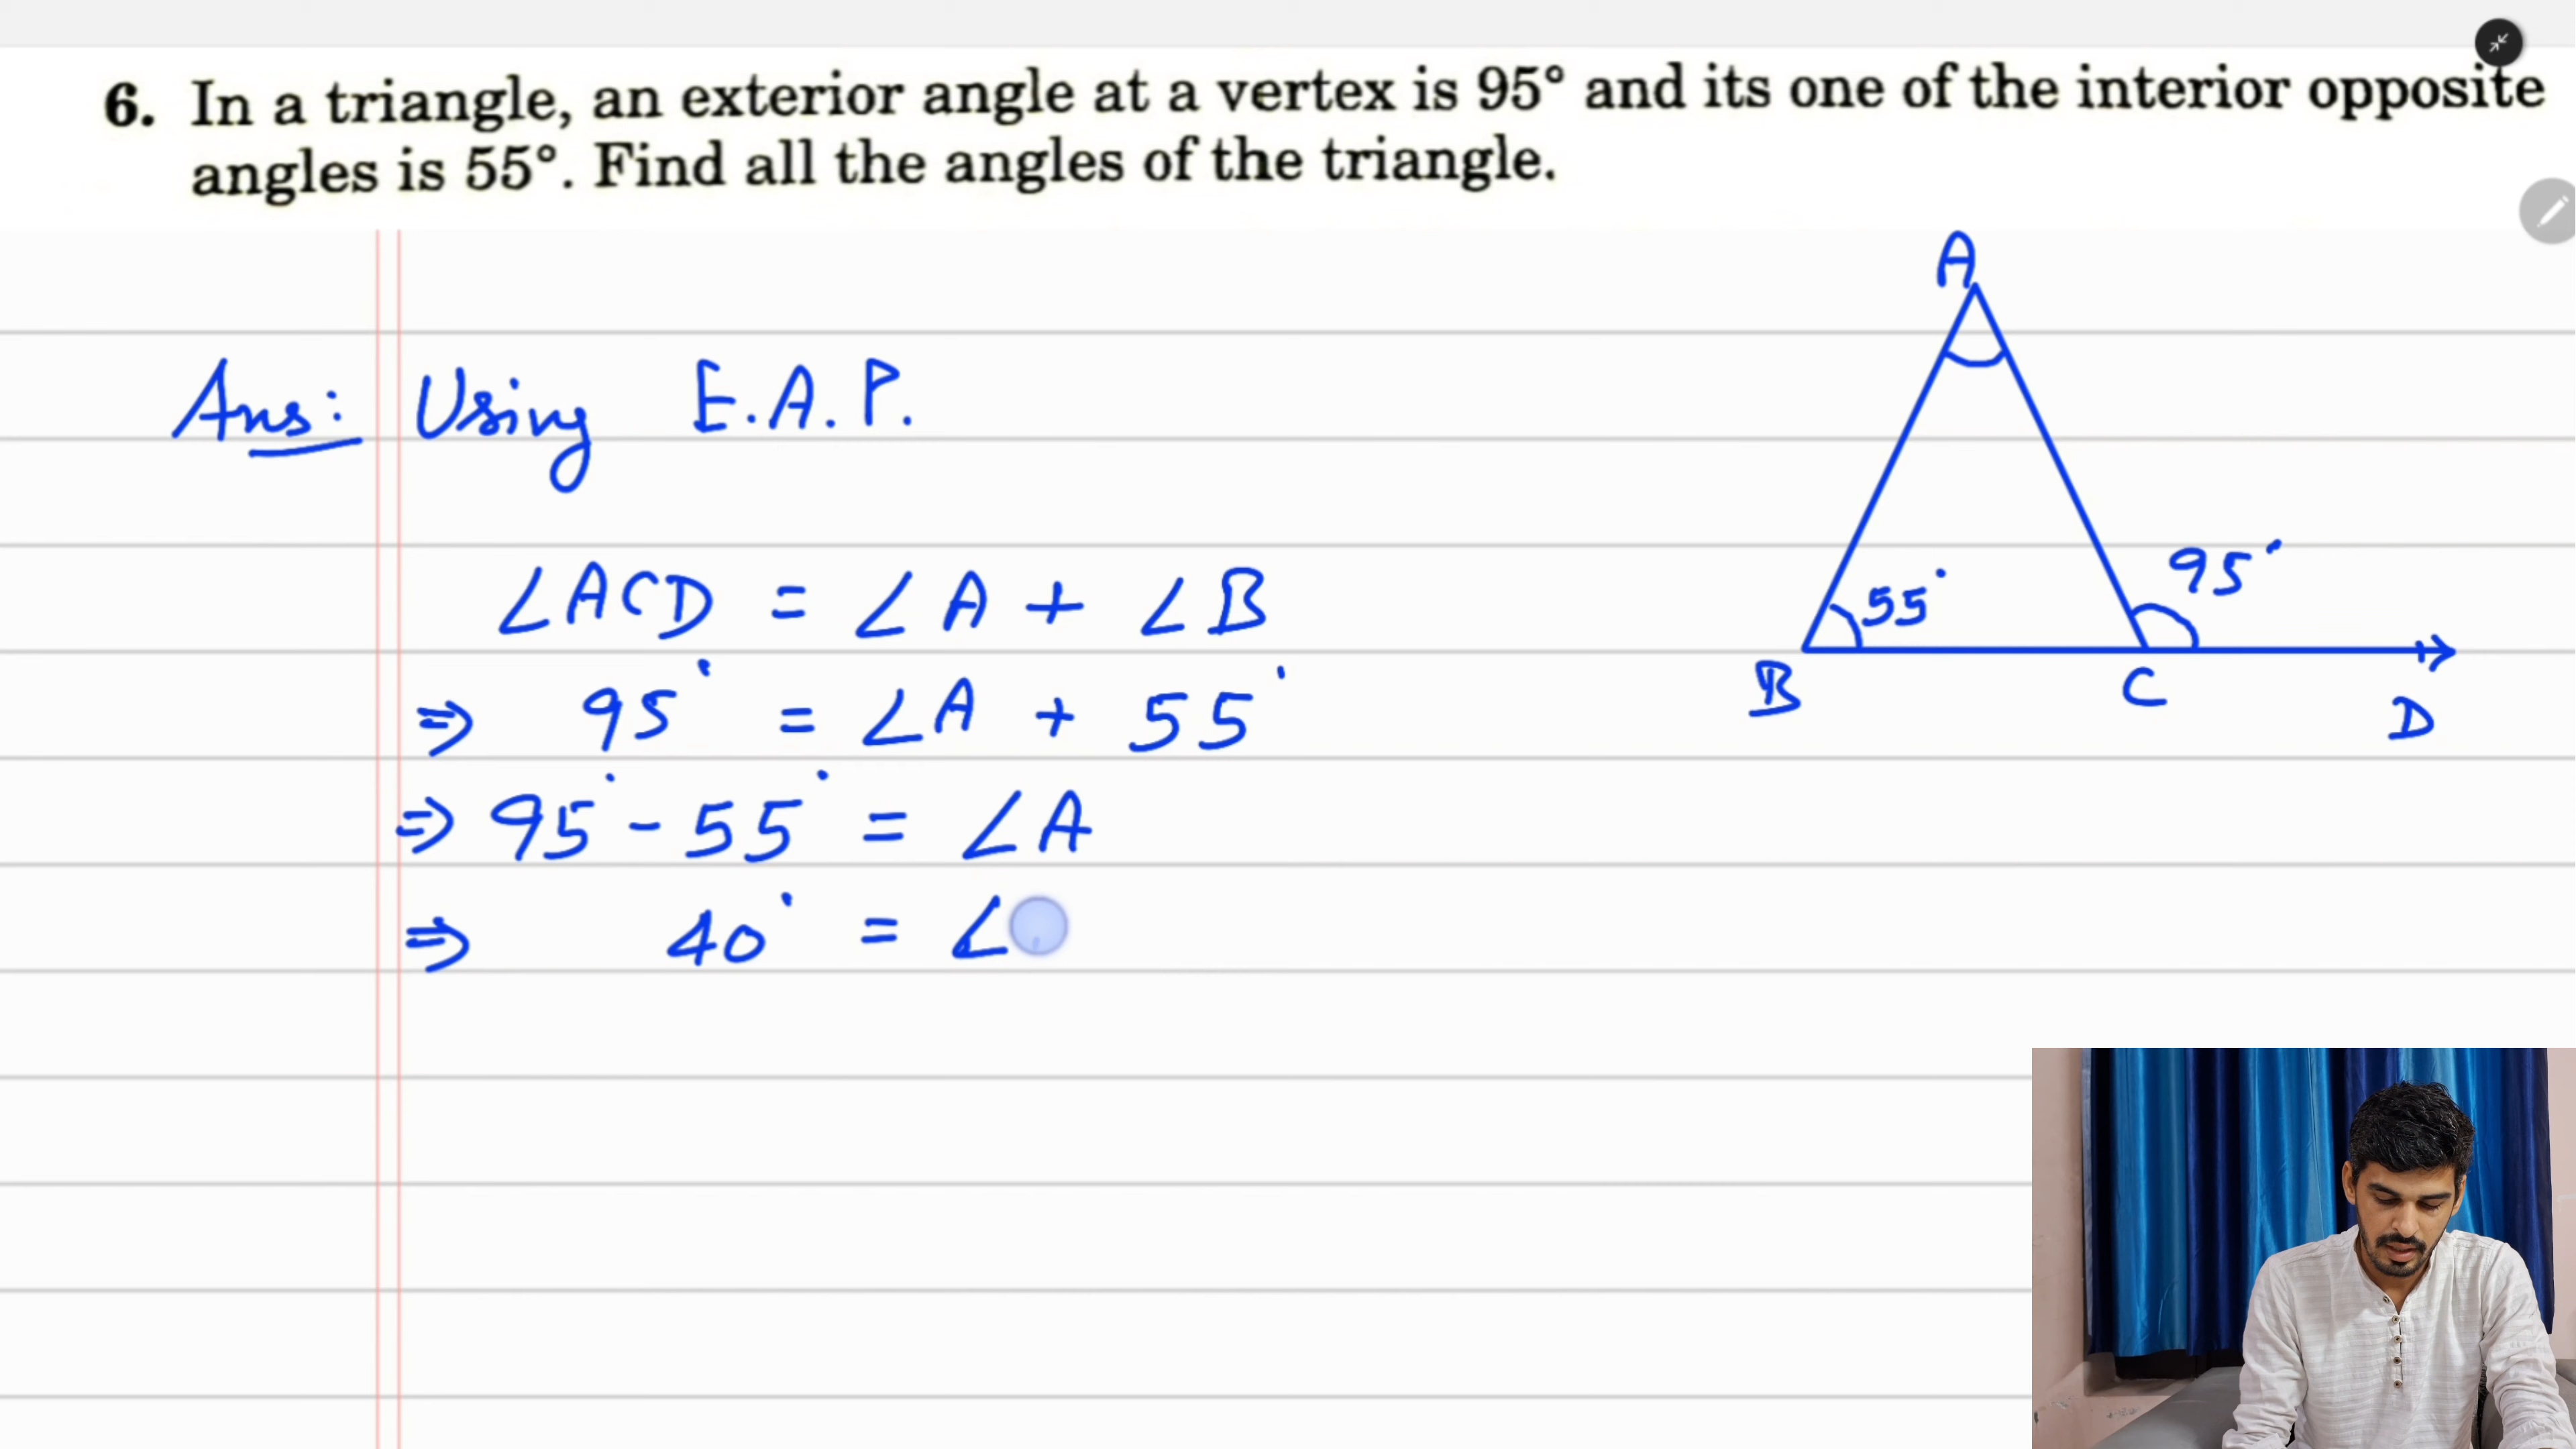 6. In a triangle, an exterior angle at a vertex is 95° and its one of the interior opposite
angles is 55°. Find all the angles of the triangle.
Ans: Using E.A.P.
∠ACD = ∠A + ∠B
⇒ 95° = ∠A + 55°
⇒ 95° - 55° = ∠A
⇒ 40° = ∠
A
55°
95°
B
C
D